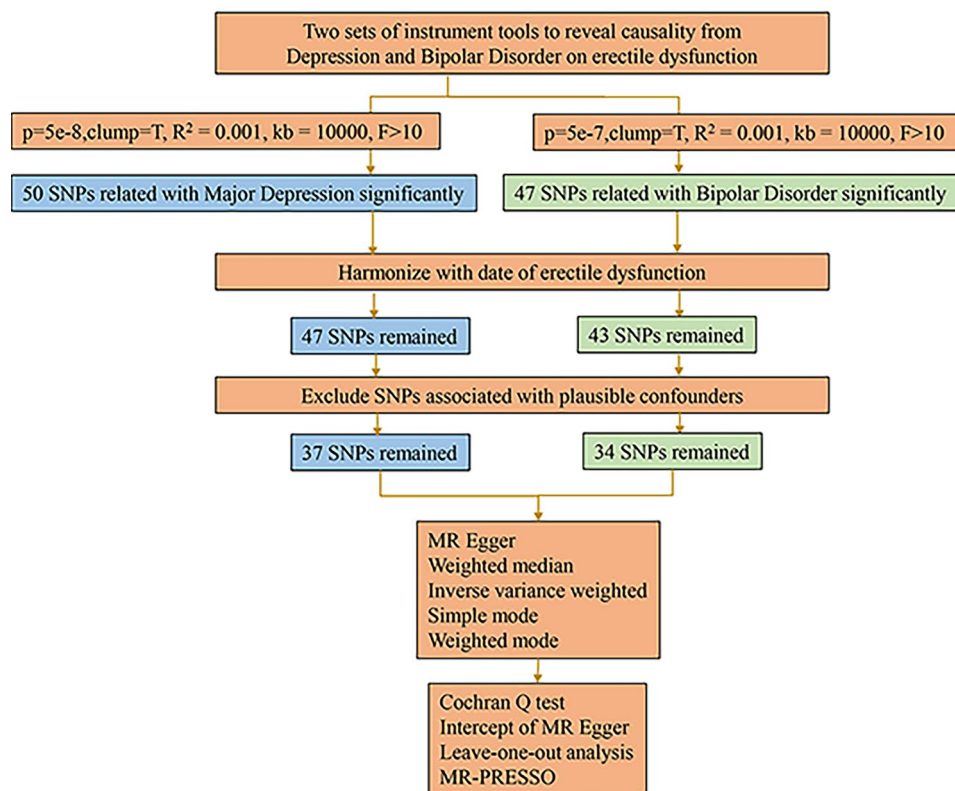 Two sets of instrument tools to reveal causality from
Depression and Bipolar Disorder on erectile dysfunction
p=5e-8,clump=T, R² = 0.001, kb = 10000, F>10
p=5e-7,clump=T, R² = 0.001, kb = 10000, F>10
50 SNPs related with Major Depression significantly
47 SNPs related with Bipolar Disorder significantly
Harmonize with date of erectile dysfunction
47 SNPs remained
43 SNPs remained
Exclude SNPs associated with plausible confounders
37 SNPs remained
34 SNPs remained
MR Egger
Weighted median
Inverse variance weighted
Simple mode
Weighted mode
Cochran Q test
Intercept of MR Egger
Leave-one-out analysis
MR-PRESSO